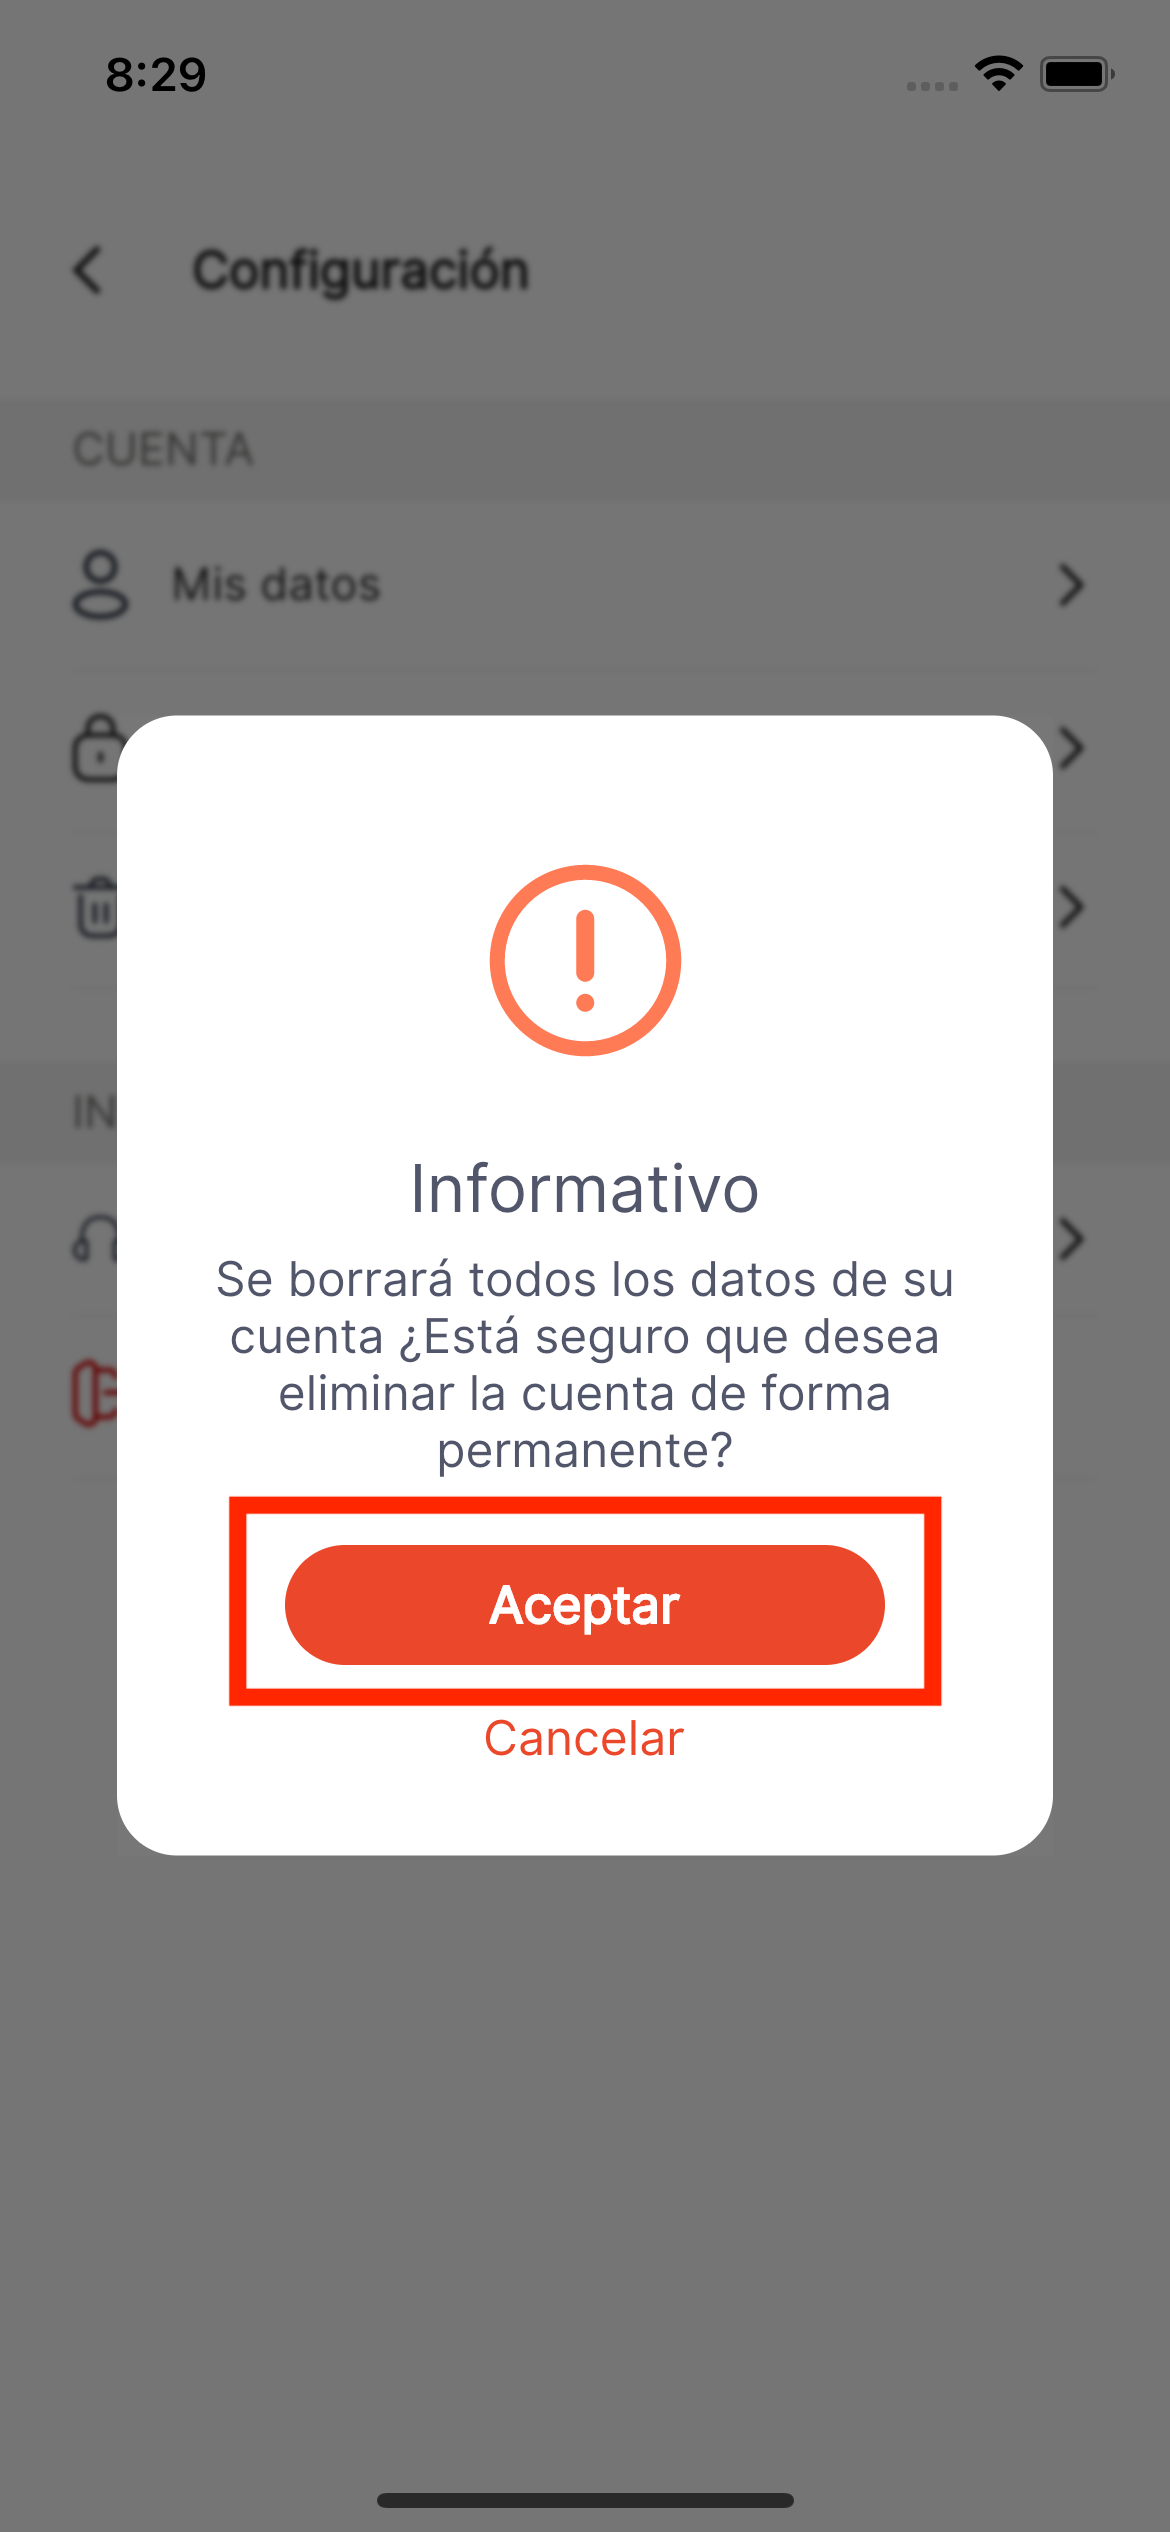 8:29
Configuración
CUENTA
Mis datos
IN
Informativo
Se borrará todos los datos de su
cuenta ¿Está seguro que desea
eliminar la cuenta de forma
permanente?
Aceptar
Cancelar